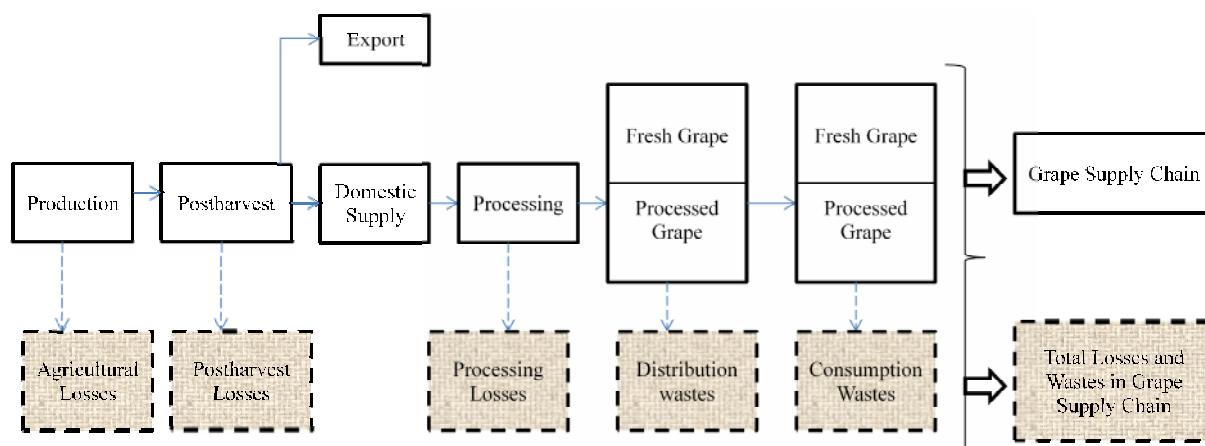 Export
Fresh Grape
Fresh Grape
Production
Postharvest
Domestic
Supply
Processing
Processed
Grape
Processed
Grape
Grape Supply Chain
Agricultural
Losses
Postharvest
Losses
Processing
Losses
Distribution
wastes
Consumption
Wastes
Total Losses and
Wastes in Grape
Supply Chain